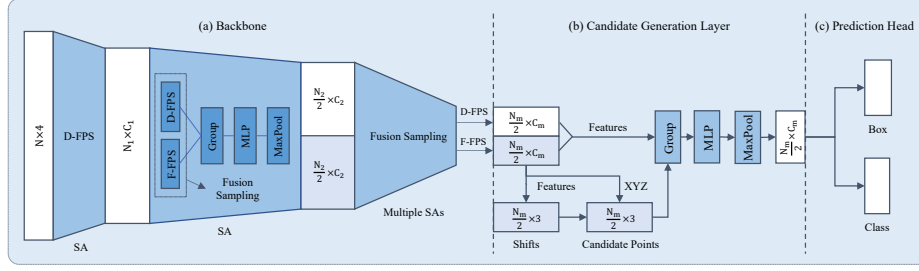 (a) Backbone
(b) Candidate Generation Layer
(c) Prediction Head
N×4
D-FPS
SA
N₁×C₁
D-FPS
F-FPS
Group
MLP
MaxPool
Fusion
Sampling
SA
N₂/2 ×C₂
N₂/2 ×C₂
Fusion Sampling
Multiple SAs
D-FPS
F-FPS
Nₘ/2 ×Cₘ
Nₘ/2 ×Cₘ
Features
Features
XYZ
Nₘ/2 ×3
Shifts
Nₘ/2 ×3
Candidate Points
Group
MLP
MaxPool
Nₘ/2 ×Cₘ
Box
Class